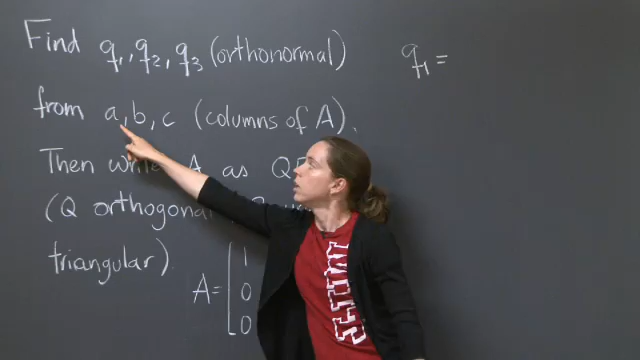 Find q1, q2, q3 (orthonormal)
from a, b, c (columns of A).
Then write A as Q
(Q orthogonal
triangular).
A = [1
0
0
q1 =